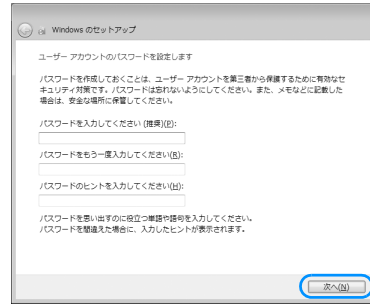 Windows のセットアップ
ユーザー アカウントのパスワードを設定します
パスワードを作成しておくことは、ユーザー アカウントを第三者から保護するために有効なセ
キュリティ対策です。パスワードは忘れないようにしてください。また、メモなどに記載した
場合は、安全な場所に保管してください。
パスワードを入力してください (推奨)(P):
パスワードをもう一度入力してください(R):
パスワードのヒントを入力してください(H):
パスワードを思い出すのに役立つ単語や語句を入力してください。
パスワードを間違えた場合に、入力したヒントが表示されます。
次へ(N)